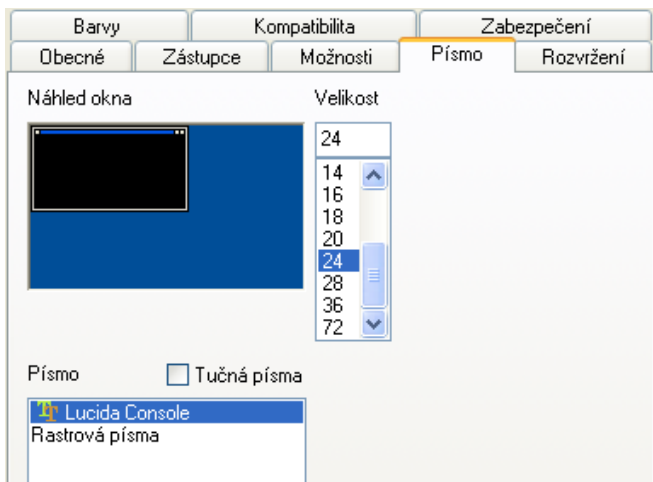 Barvy Kompatibilita Zabezpečení
Obecné Zástupce Možnosti Písmo Rozvržení
Náhled okna Velikost
24
14
16
18
20
24
28
36
72
Písmo Tučná písma
Lucida Console
Rastrová písma